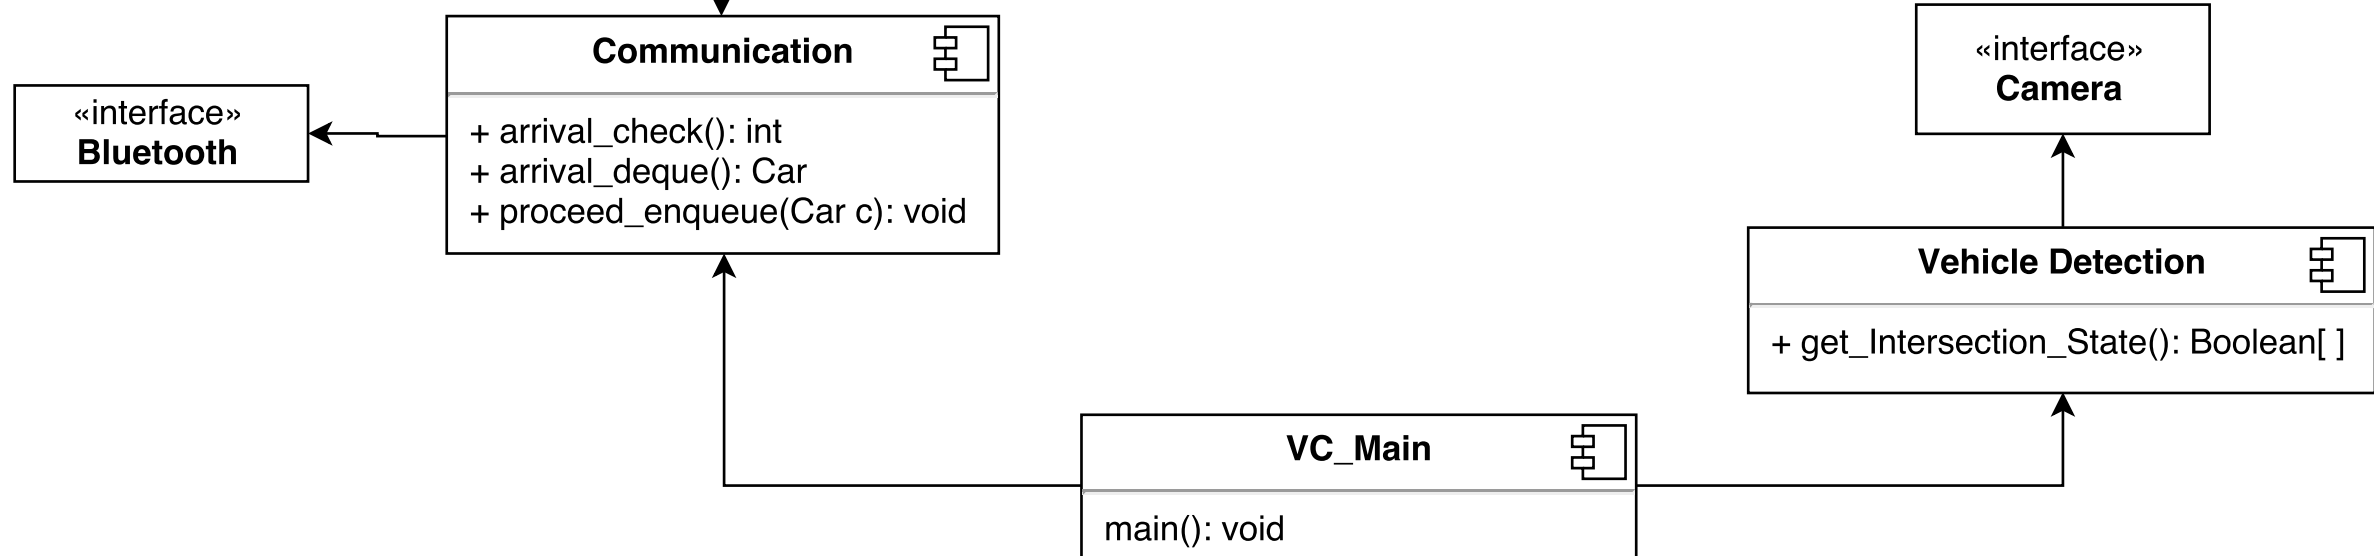 Communication
+ arrival_check(): int
+ arrival_deque(): Car
+ proceed_enqueue(Car c): void
«interface»
Bluetooth
«interface»
Camera
Vehicle Detection
+ get_Intersection_State(): Boolean[ ]
VC_Main
main(): void